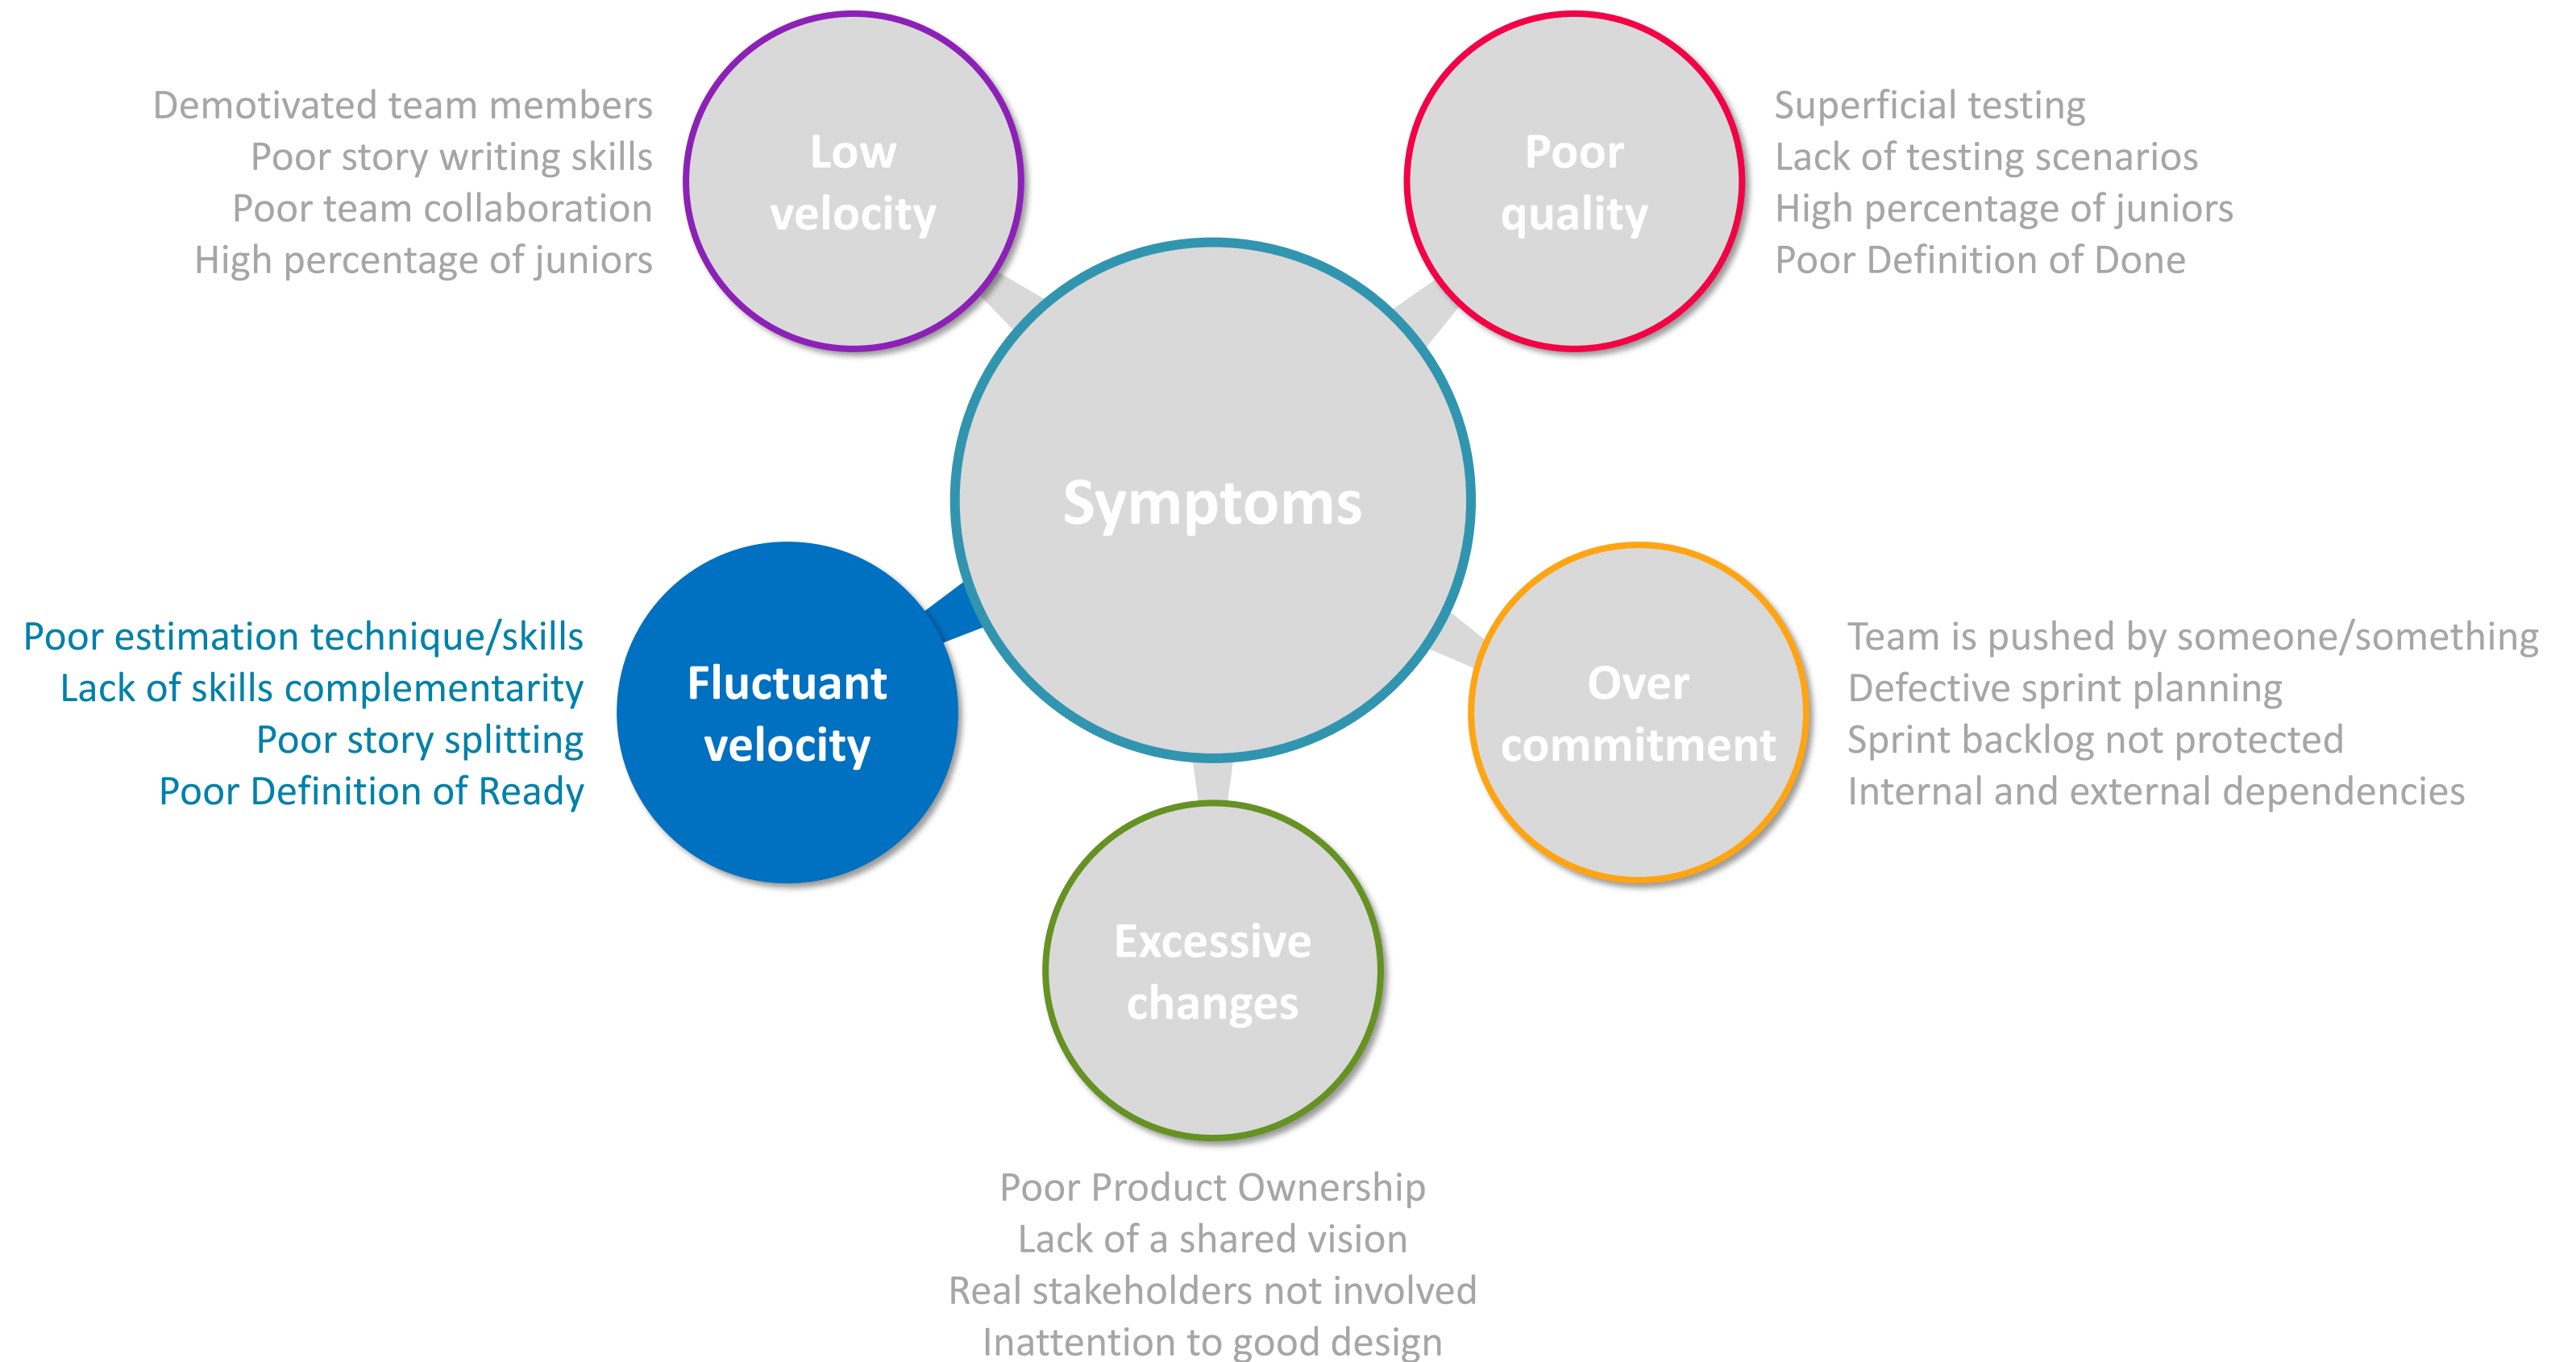 Demotivated team members
Poor story writing skills
Poor team collaboration
High percentage of juniors
Low
velocity
Poor
quality
Superficial testing
Lack of testing scenarios
High percentage of juniors
Poor Definition of Done
Symptoms
Poor estimation technique/skills
Lack of skills complementarity
Poor story splitting
Poor Definition of Ready
Fluctuant
velocity
Over
commitment
Team is pushed by someone/something
Defective sprint planning
Sprint backlog not protected
Internal and external dependencies
Excessive
changes
Poor Product Ownership
Lack of a shared vision
Real stakeholders not involved
Inattention to good design